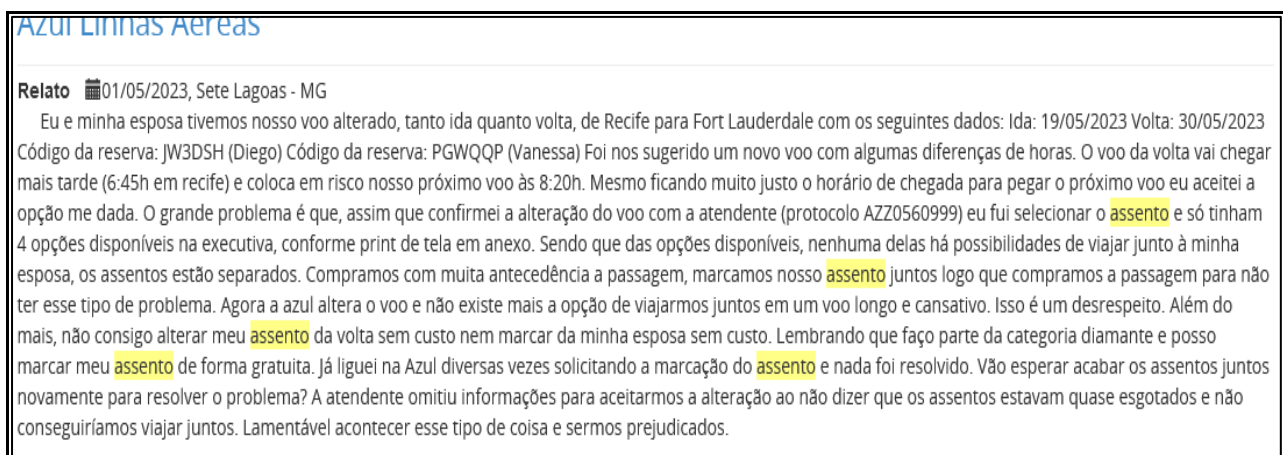 Azul Linhas Aéreas
Relato 01/05/2023, Sete Lagoas - MG
Eu e minha esposa tivemos nosso voo alterado, tanto ida quanto volta, de Recife para Fort Lauderdale com os seguintes dados: Ida: 19/05/2023 Volta: 30/05/2023
Código da reserva: JW3DSH (Diego) Código da reserva: PGWQQP (Vanessa) Foi nos sugerido um novo voo com algumas diferenças de horas. O voo da volta vai chegar
mais tarde (6:45h em recife) e coloca em risco nosso próximo voo às 8:20h. Mesmo ficando muito justo o horário de chegada para pegar o próximo voo eu aceitei a
opção me dada. O grande problema é que, assim que confirmei a alteração do voo com a atendente (protocolo AZZ0560999) eu fui selecionar o assento e só tinham
4 opções disponíveis na executiva, conforme print de tela em anexo. Sendo que das opções disponíveis, nenhuma delas há possibilidades de viajar junto à minha
esposa, os assentos estão separados. Compramos com muita antecedência a passagem, marcamos nosso assento juntos logo que compramos a passagem para não
ter esse tipo de problema. Agora a azul altera o voo e não existe mais a opção de viajarmos juntos em um voo longo e cansativo. Isso é um desrespeito. Além do
mais, não consigo alterar meu assento da volta sem custo nem marcar da minha esposa sem custo. Lembrando que faço parte da categoria diamante e posso
marcar meu assento de forma gratuita. Já liguei na Azul diversas vezes solicitando a marcação do assento e nada foi resolvido. Vão esperar acabar os assentos juntos
novamente para resolver o problema? A atendente omitiu informações para aceitarmos a alteração ao não dizer que os assentos estavam quase esgotados e não
conseguiríamos viajar juntos. Lamentável acontecer esse tipo de coisa e sermos prejudicados.